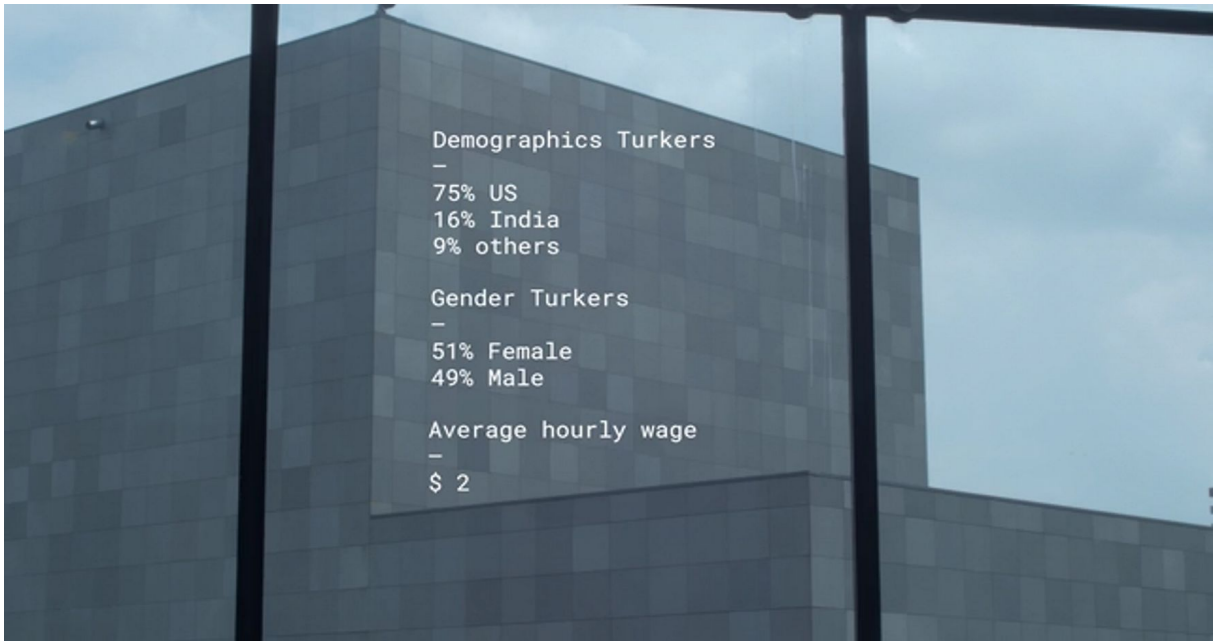 Demographics Turkers
–
75% US
16% India
9% others
Gender Turkers
–
51% Female
49% Male
Average hourly wage
–
$ 2